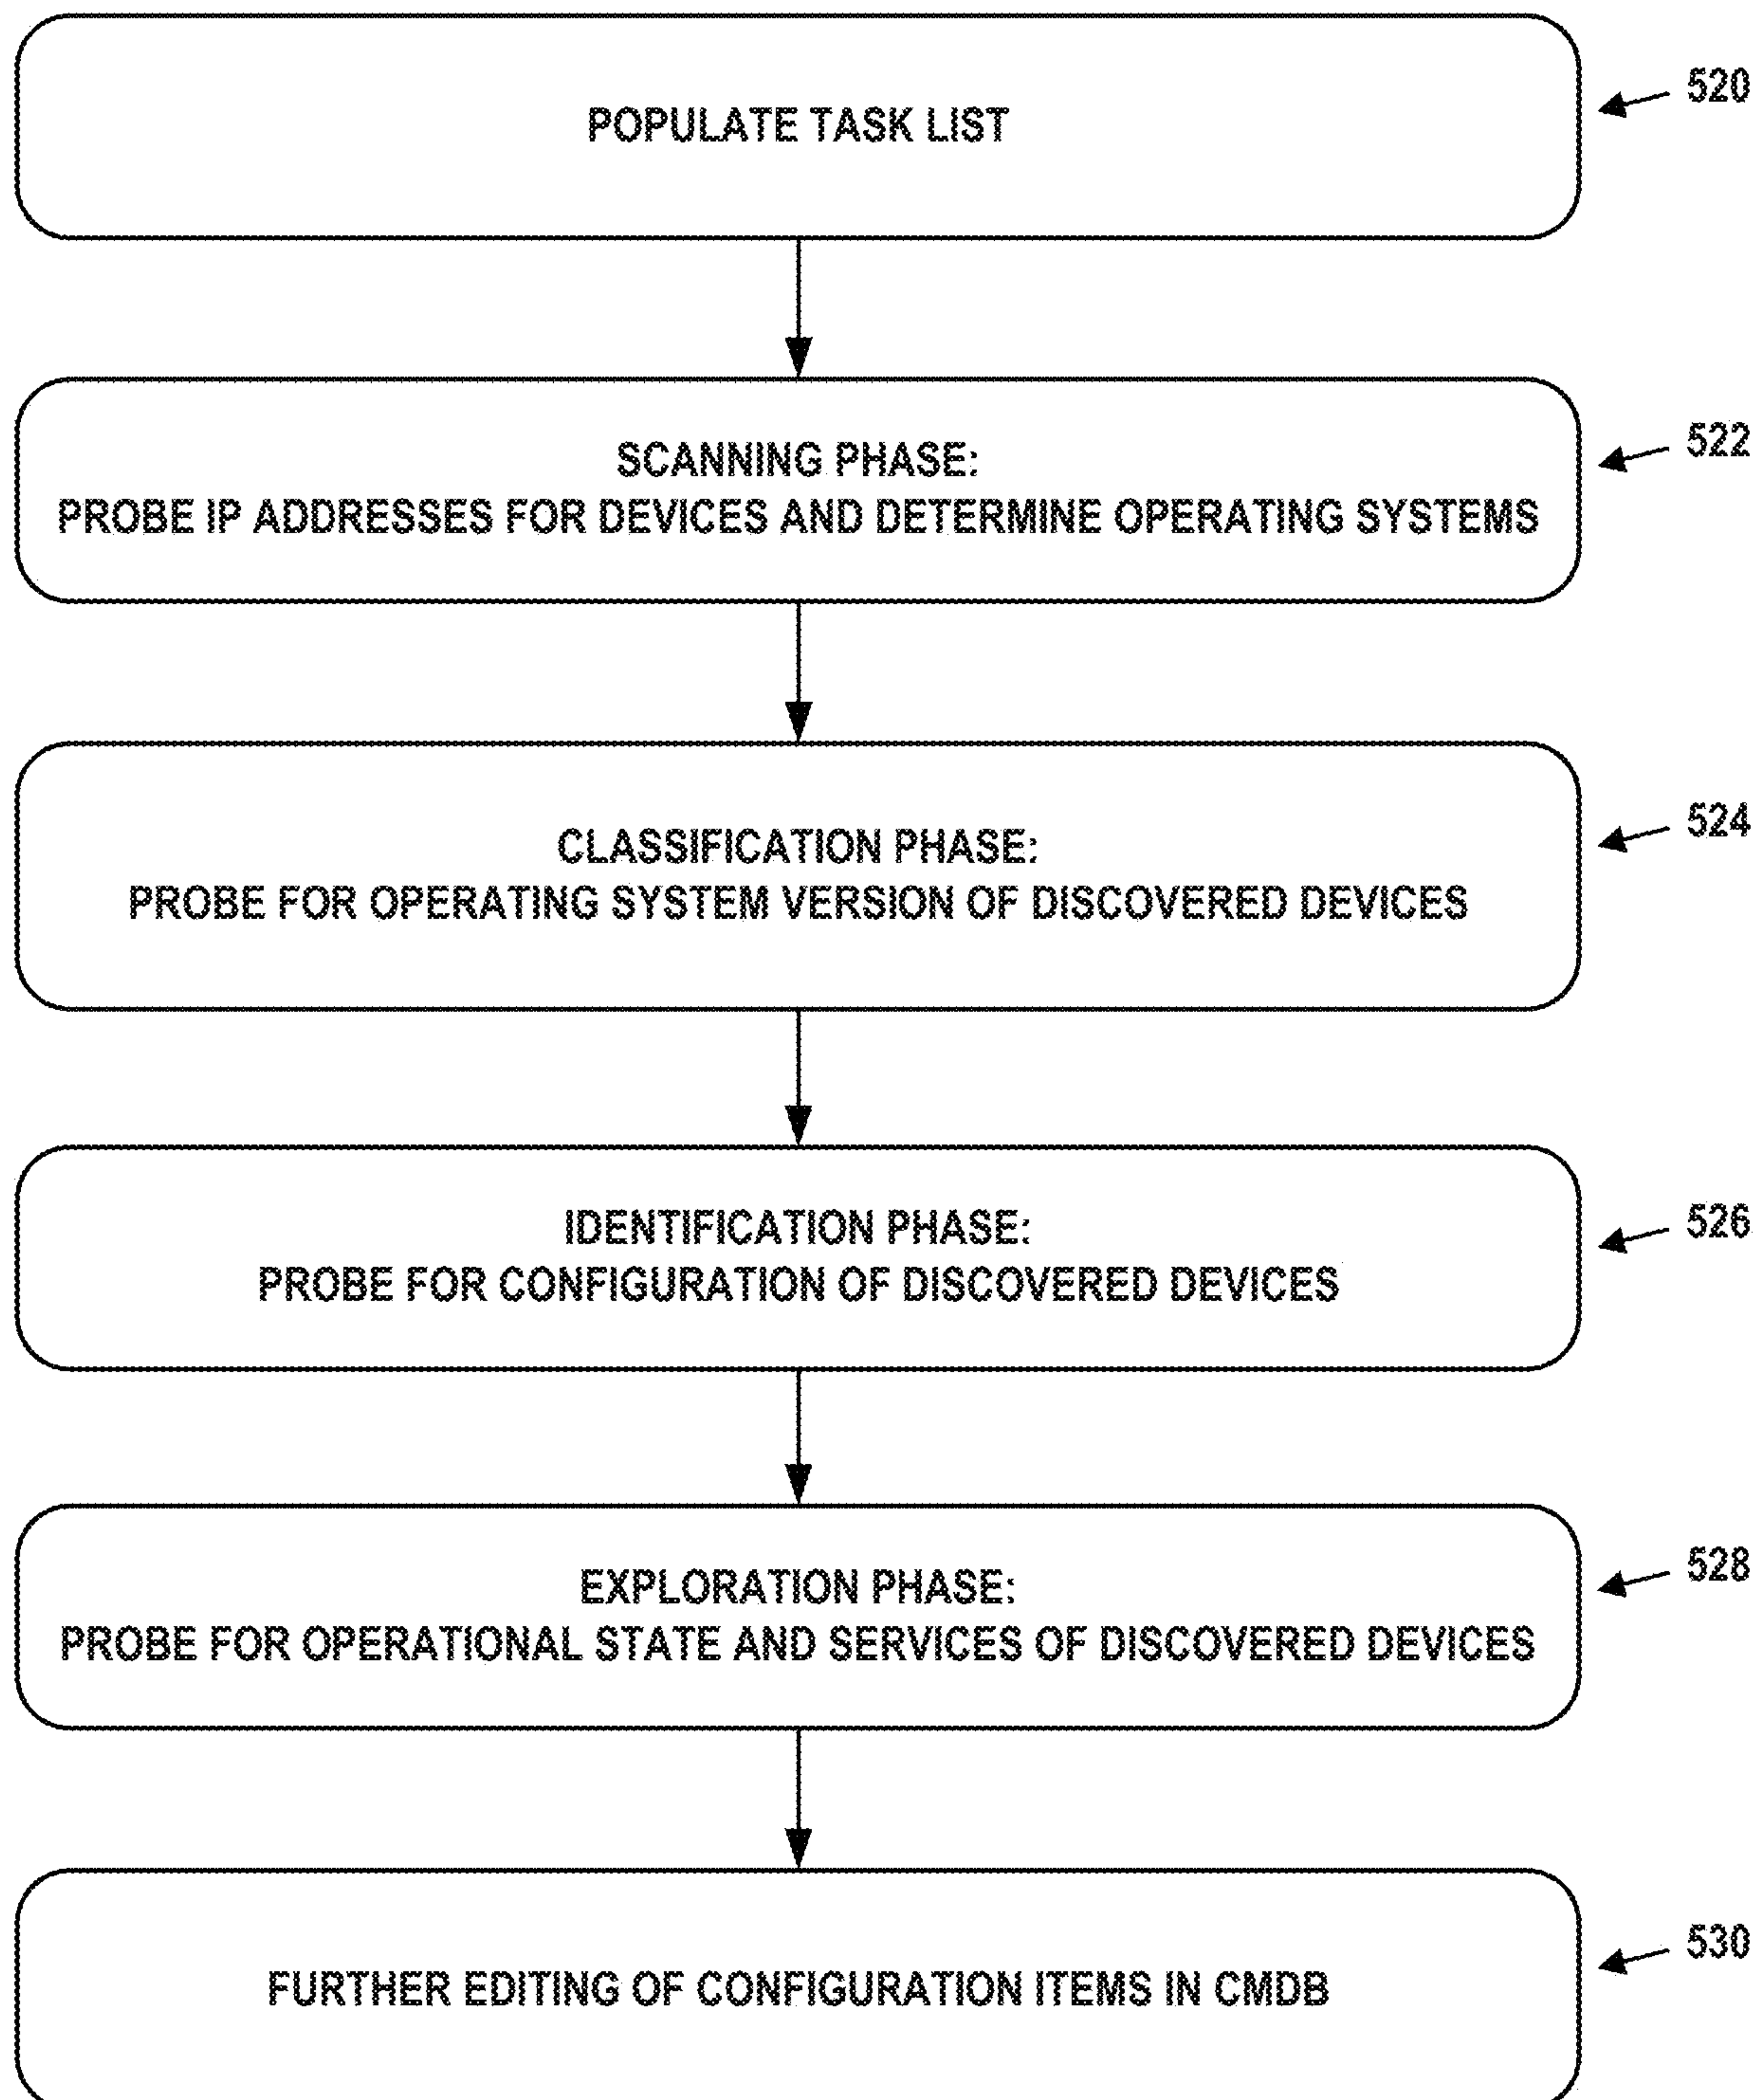 POPULATE TASK LIST
520
SCANNING PHASE:
PROBE IP ADDRESSES FOR DEVICES AND DETERMINE OPERATING SYSTEMS
522
CLASSIFICATION PHASE:
PROBE FOR OPERATING SYSTEM VERSION OF DISCOVERED DEVICES
524
IDENTIFICATION PHASE:
PROBE FOR CONFIGURATION OF DISCOVERED DEVICES
526
EXPLORATION PHASE:
PROBE FOR OPERATIONAL STATE AND SERVICES OF DISCOVERED DEVICES
528
FURTHER EDITING OF CONFIGURATION ITEMS IN CMDB
530